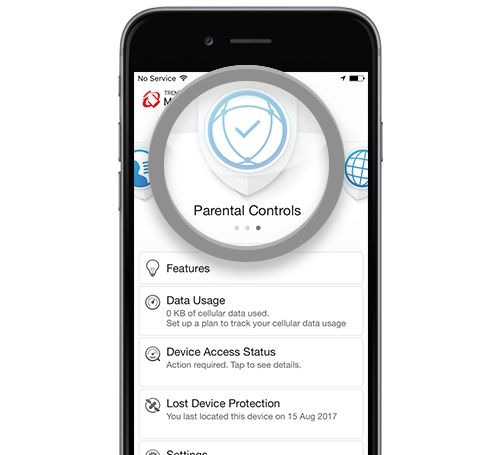 No Service
TREN
M
Parental Controls
Features
Data Usage
0 KB of cellular data used.
Set up a plan to track your cellular data usage
Device Access Status
Action required. Tap to see details.
Lost Device Protection
You last located this device on 15 Aug 2017
Settings